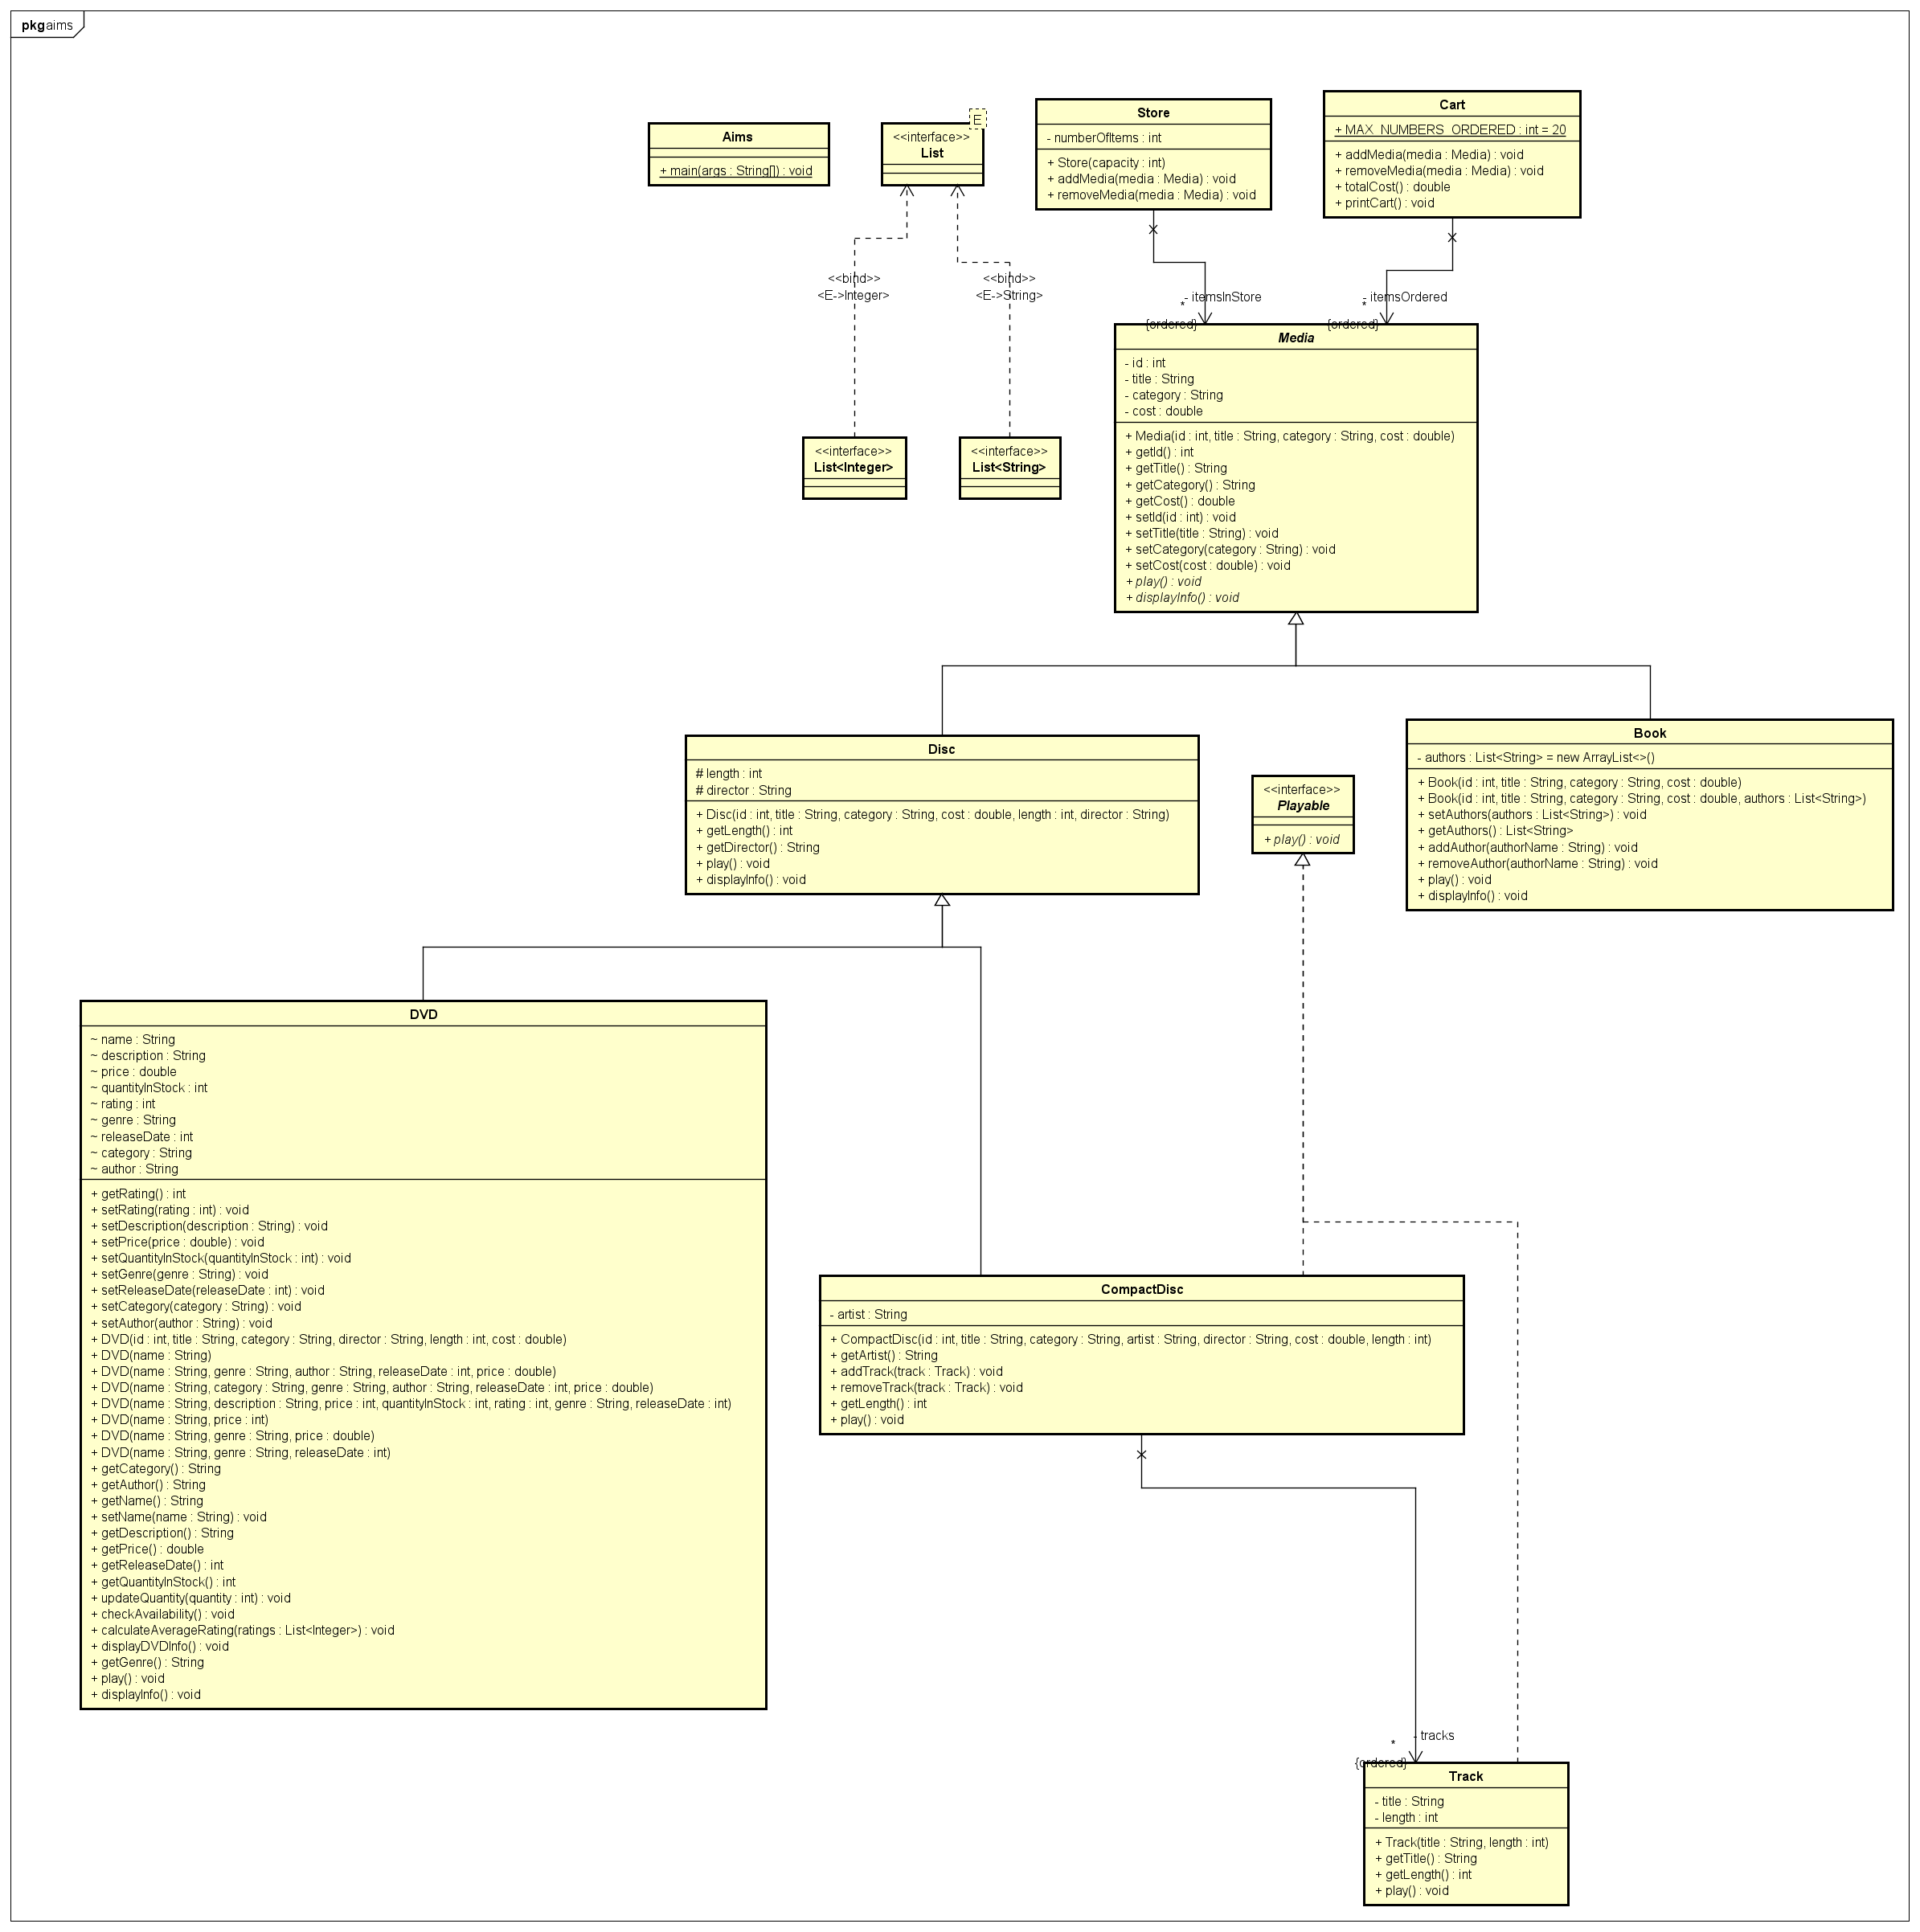 pkg aims
Aims
+ main(args : String[]) : void
E
<<interface>>
List
Store
- numberOfItems : int
+ Store(capacity : int)
+ addMedia(media : Media) : void
+ removeMedia(media : Media) : void
Cart
+ MAX_NUMBERS_ORDERED : int = 20
+ addMedia(media : Media) : void
+ removeMedia(media : Media) : void
+ totalCost() : double
+ printCart() : void
<<bind>>
<E->Integer>
<<bind>>
<E->String>
- itemsInStore
*
{ordered}
- itemsOrdered
*
{ordered}
<<interface>>
List<Integer>
<<interface>>
List<String>
Media
- id : int
- title : String
- category : String
- cost : double
+ Media(id : int, title : String, category : String, cost : double)
+ getId() : int
+ getTitle() : String
+ getCategory() : String
+ getCost() : double
+ setId(id : int) : void
+ setTitle(title : String) : void
+ setCategory(category : String) : void
+ setCost(cost : double) : void
+ play() : void
+ displayInfo() : void
Disc
# length : int
# director : String
+ Disc(id : int, title : String, category : String, cost : double, length : int, director : String)
+ getLength() : int
+ getDirector() : String
+ play() : void
+ displayInfo() : void
<<interface>>
Playable
+ play() : void
Book
- authors : List<String> = new ArrayList<>()
+ Book(id : int, title : String, category : String, cost : double)
+ Book(id : int, title : String, category : String, cost : double, authors : List<String>)
+ setAuthors(authors : List<String>) : void
+ getAuthors() : List<String>
+ addAuthor(authorName : String) : void
+ removeAuthor(authorName : String) : void
+ play() : void
+ displayInfo() : void
DVD
~ name : String
~ description : String
~ price : double
~ quantityInStock : int
~ rating : int
~ genre : String
~ releaseDate : int
~ category : String
~ author : String
+ getRating() : int
+ setRating(rating : int) : void
+ setDescription(description : String) : void
+ setPrice(price : double) : void
+ setQuantityInStock(quantityInStock : int) : void
+ setGenre(genre : String) : void
+ setReleaseDate(releaseDate : int) : void
+ setCategory(category : String) : void
+ setAuthor(author : String) : void
+ DVD(id : int, title : String, category : String, director : String, length : int, cost : double)
+ DVD(name : String)
+ DVD(name : String, genre : String, author : String, releaseDate : int, price : double)
+ DVD(name : String, category : String, genre : String, author : String, releaseDate : int, price : double)
+ DVD(name : String, description : String, price : int, quantityInStock : int, rating : int, genre : String, releaseDate : int)
+ DVD(name : String, price : int)
+ DVD(name : String, genre : String, price : double)
+ DVD(name : String, genre : String, releaseDate : int)
+ getCategory() : String
+ getAuthor() : String
+ getName() : String
+ setName(name : String) : void
+ getDescription() : String
+ getPrice() : double
+ getReleaseDate() : int
+ getQuantityInStock() : int
+ updateQuantity(quantity : int) : void
+ checkAvailability() : void
+ calculateAverageRating(ratings : List<Integer>) : void
+ displayDVDInfo() : void
+ getGenre() : String
+ play() : void
+ displayInfo() : void
CompactDisc
- artist : String
+ CompactDisc(id : int, title : String, category : String, artist : String, director : String, cost : double, length : int)
+ getArtist() : String
+ addTrack(track : Track) : void
+ removeTrack(track : Track) : void
+ getLength() : int
+ play() : void
- tracks
*
{ordered}
Track
- title : String
- length : int
+ Track(title : String, length : int)
+ getTitle() : String
+ getLength() : int
+ play() : void